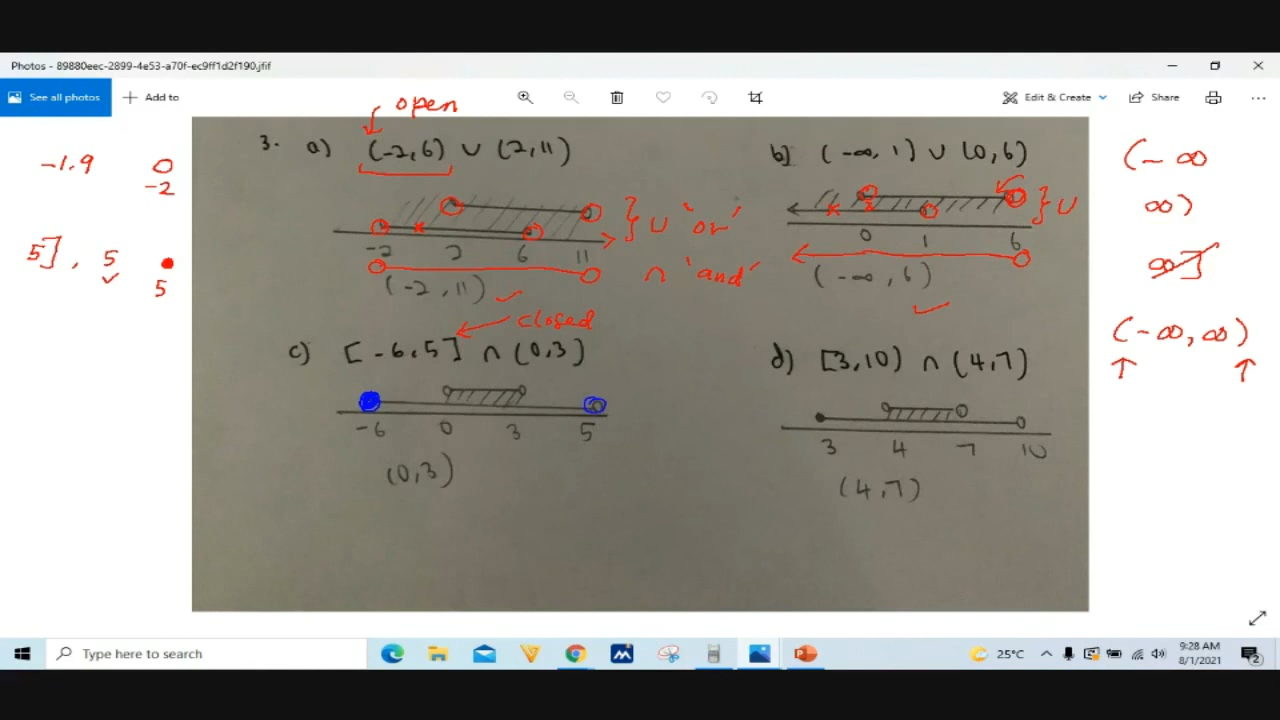 Photos - 89880eec-2899-4e53-a70f-ec9ff1d2f190.jfif
See all photos
Add to
Edit & Create
Share
open
-1.9
0
-2
5], 5
5
3. a) (-2,6) ∪ (2,11)
-2 2 6 11
} ∪ 'or'
∩ 'and'
(-2, 11)
b) (-∞, 1) ∪ (0,6)
0 1 6
} ∪
(-∞, 6)
closed
c) [-6,5] ∩ (0,3)
-6 0 3 5
(0,3)
d) [3,10) ∩ (4,7)
3 4 7 10
(4,7)
(-∞
∞)
∞]
(-∞, ∞)
Type here to search
25°C
9:28 AM
8/1/2021
2